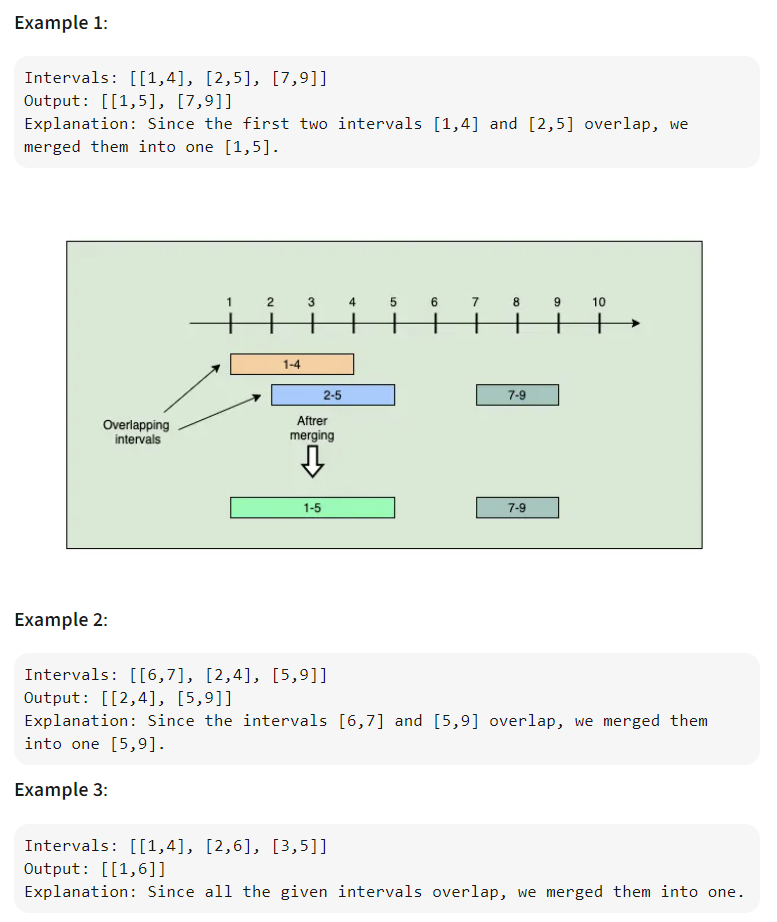 Example 1:
Intervals: [[1,4], [2,5], [7,9]]
Output: [[1,5], [7,9]]
Explanation: Since the first two intervals [1,4] and [2,5] overlap, we
merged them into one [1,5].
1 2 3 4 5 6 7 8 9 10
1-4
2-5 7-9
Overlapping
intervals
Aftrer
merging
1-5 7-9
Example 2:
Intervals: [[6,7], [2,4], [5,9]]
Output: [[2,4], [5,9]]
Explanation: Since the intervals [6,7] and [5,9] overlap, we merged them
into one [5,9].
Example 3:
Intervals: [[1,4], [2,6], [3,5]]
Output: [[1,6]]
Explanation: Since all the given intervals overlap, we merged them into one.